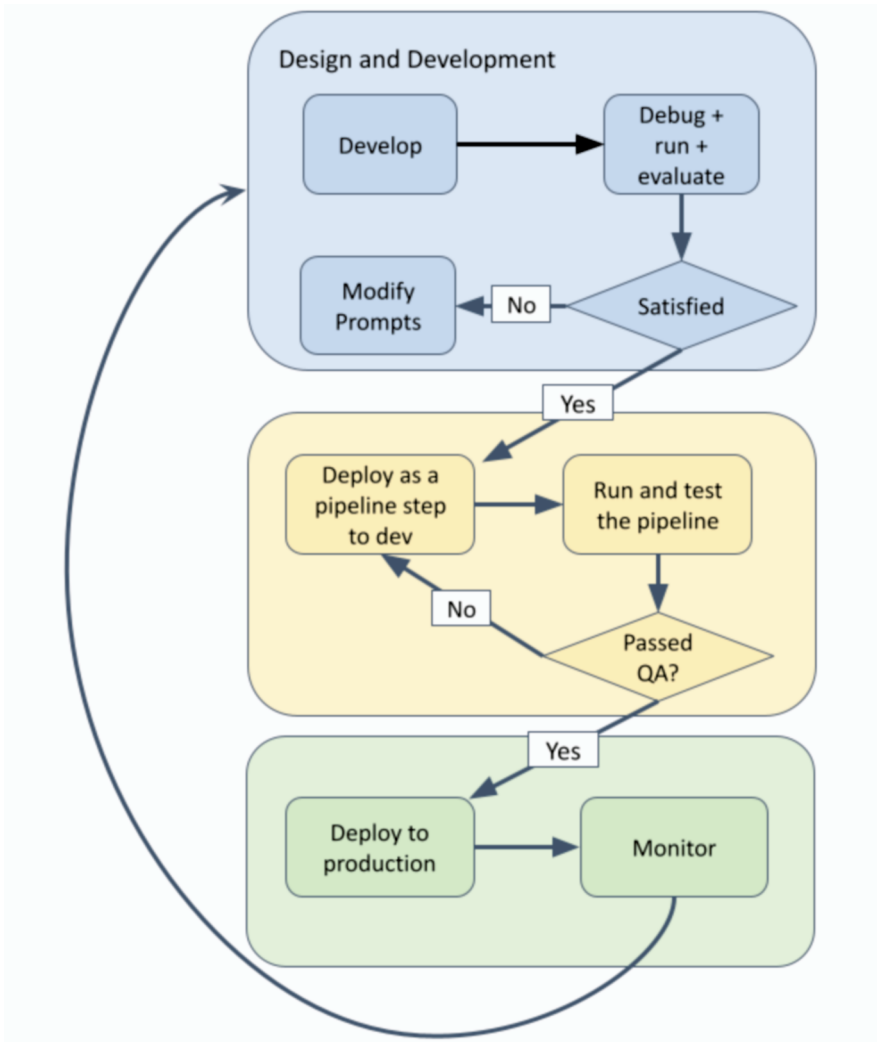 Design and Development
Develop
Debug +
run +
evaluate
Modify
Prompts
No
Satisfied
Yes
Deploy as a
pipeline step
to dev
Run and test
the pipeline
No
Passed
QA?
Yes
Deploy to
production
Monitor